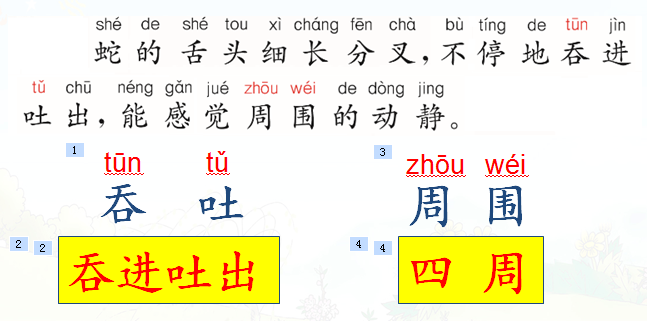 shé de shé tou xì cháng fēn chà bù tíng de tūn jìn
蛇的舌头细长分叉，不停地吞进
tǔ chū néng gǎn jué zhōu wéi de dòng jing
吐出，能感觉周围的动静。
1 3
tūn tǔ zhōu wéi
吞 吐 周 围
2 2 4 4
吞进吐出 四 周